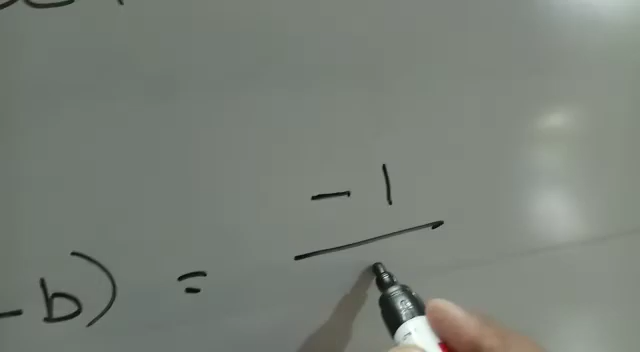 - 1
- b) =